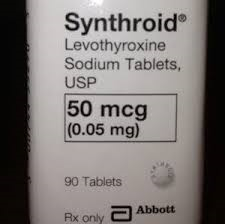 Synthroid®
Levothyroxine
Sodium Tablets,
USP
50 mcg
(0.05 mg)
90 Tablets
Rx only Abbott